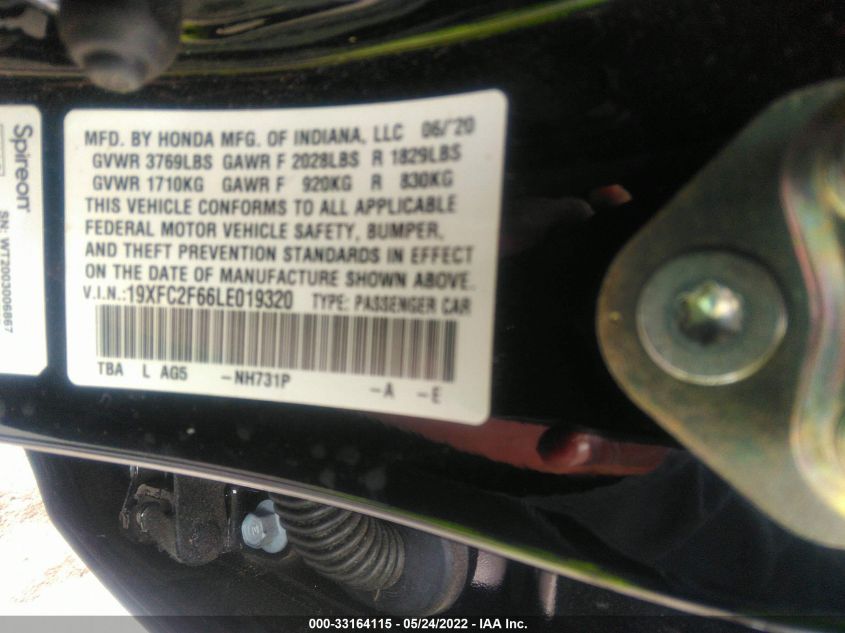 Spireon
SN: WT2003006867
MFD. BY HONDA MFG. OF INDIANA, LLC 06/'20
GVWR 3769LBS GAWR F 2028LBS R 1829LBS
GVWR 1710KG GAWR F 920KG R 830KG
THIS VEHICLE CONFORMS TO ALL APPLICABLE
FEDERAL MOTOR VEHICLE SAFETY, BUMPER,
AND THEFT PREVENTION STANDARDS IN EFFECT
ON THE DATE OF MANUFACTURE SHOWN ABOVE.
V.I.N.:19XFC2F66LE019320 TYPE: PASSENGER CAR
TBA L AG5 -NH731P -A -E
000-33164115 - 05/24/2022 - IAA Inc.